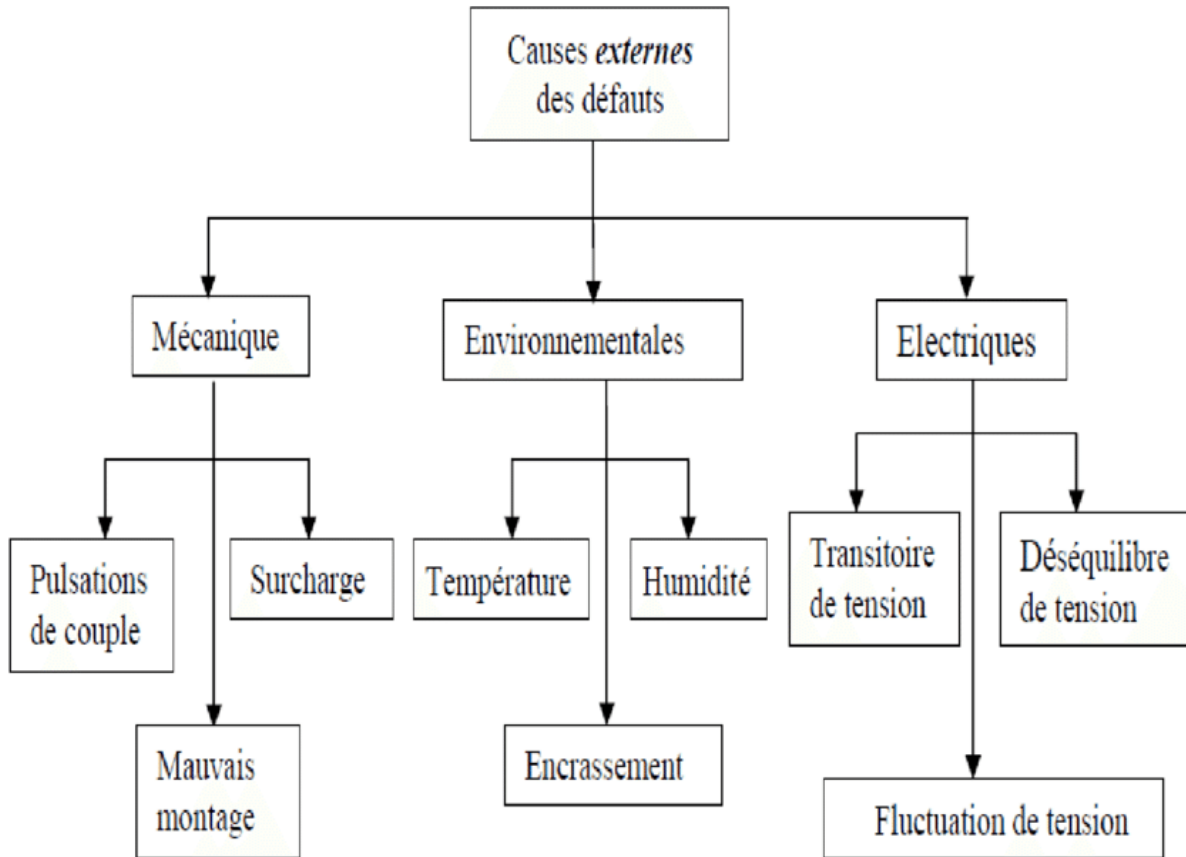 Causes externes
des défauts
Mécanique
Environnementales
Electriques
Pulsations
de couple
Surcharge
Température
Humidité
Transitoire
de tension
Déséquilibre
de tension
Mauvais
montage
Encrassement
Fluctuation de tension